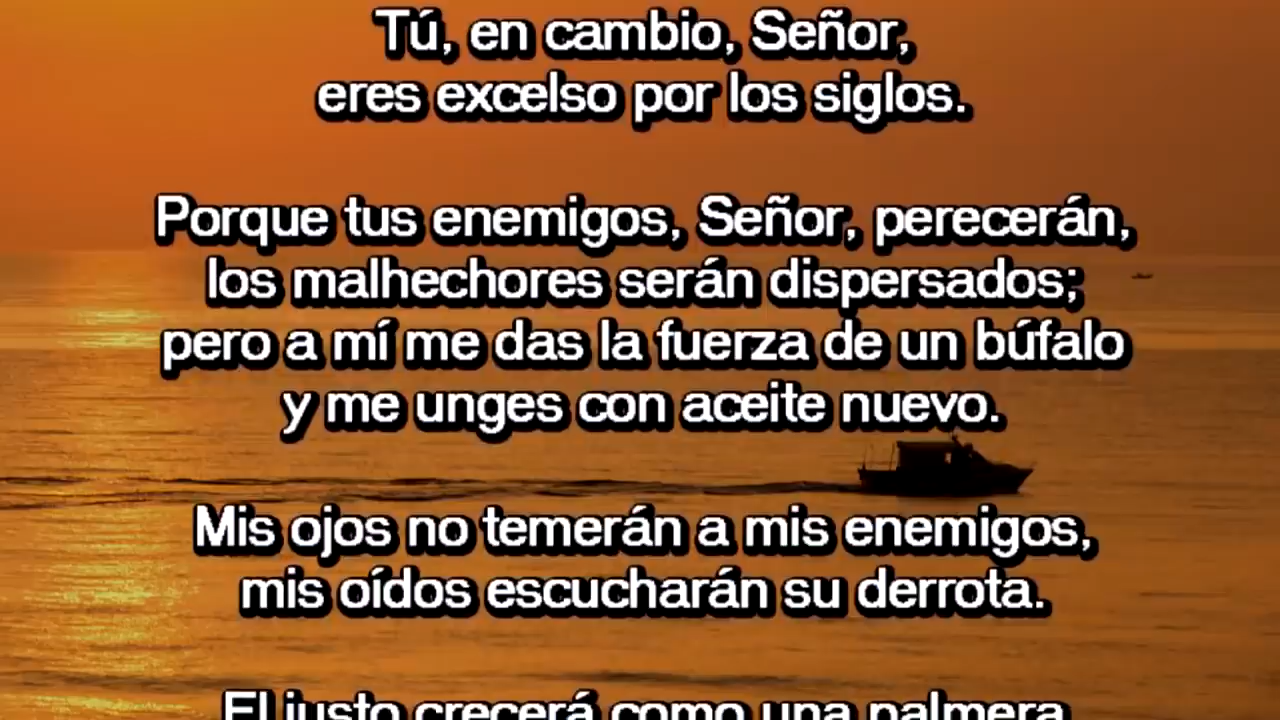 Tú, en cambio, Señor,
eres excelso por los siglos.
Porque tus enemigos, Señor, perecerán,
los malhechores serán dispersados;
pero a mí me das la fuerza de un búfalo
y me unges con aceite nuevo.
Mis ojos no temerán a mis enemigos,
mis oídos escucharán su derrota.
El justo crecerá como una palmera